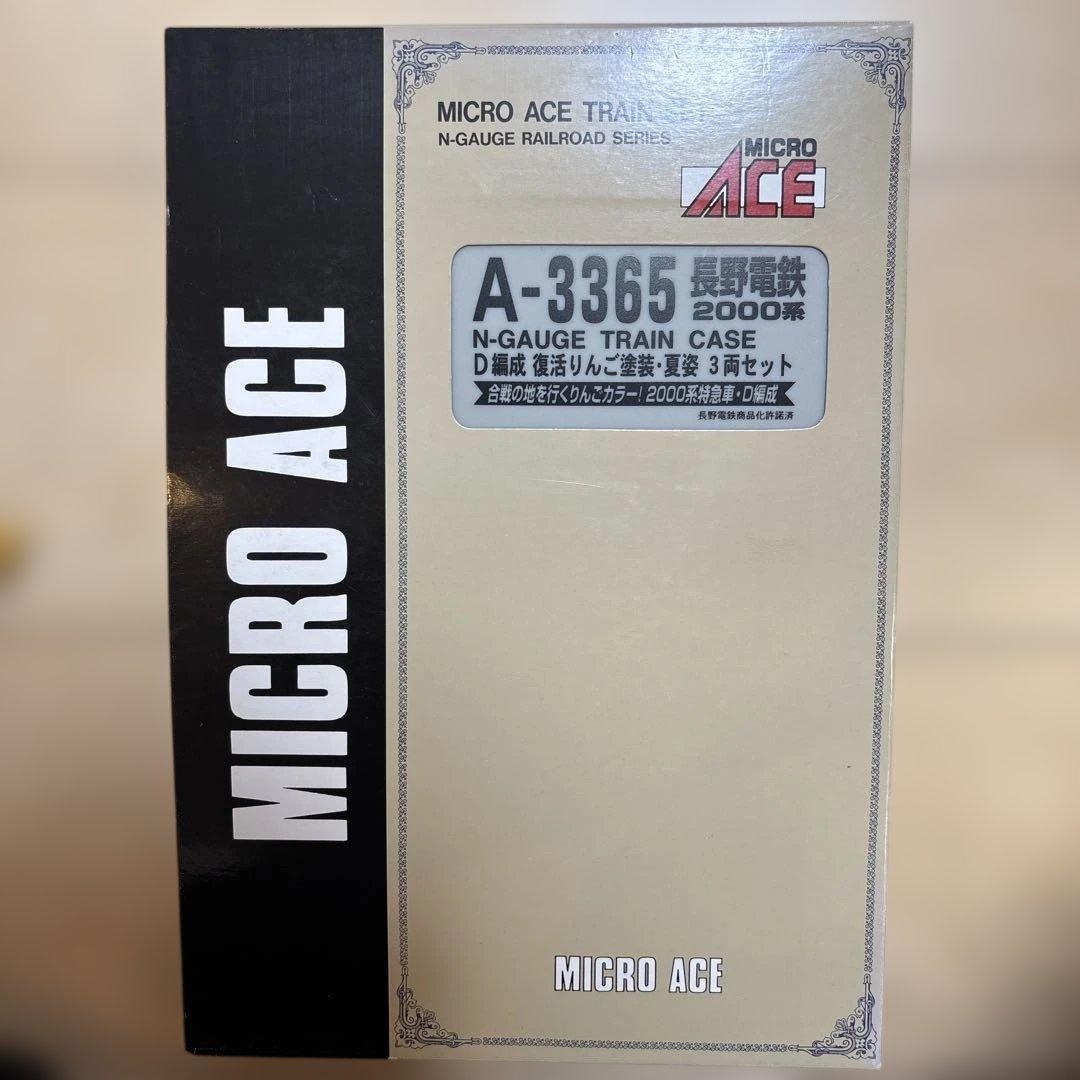 MICRO ACE
MICRO ACE TRAIN SET
N-GAUGE RAILROAD SERIES
MICRO
ACE
A-3365 長野電鉄
2000系
N-GAUGE TRAIN CASE
D編成 復活りんご塗装・夏姿 3両セット
合戦の地を行くりんごカラー!2000系特急車・D編成
長野電鉄商品化許諾済
MICRO ACE